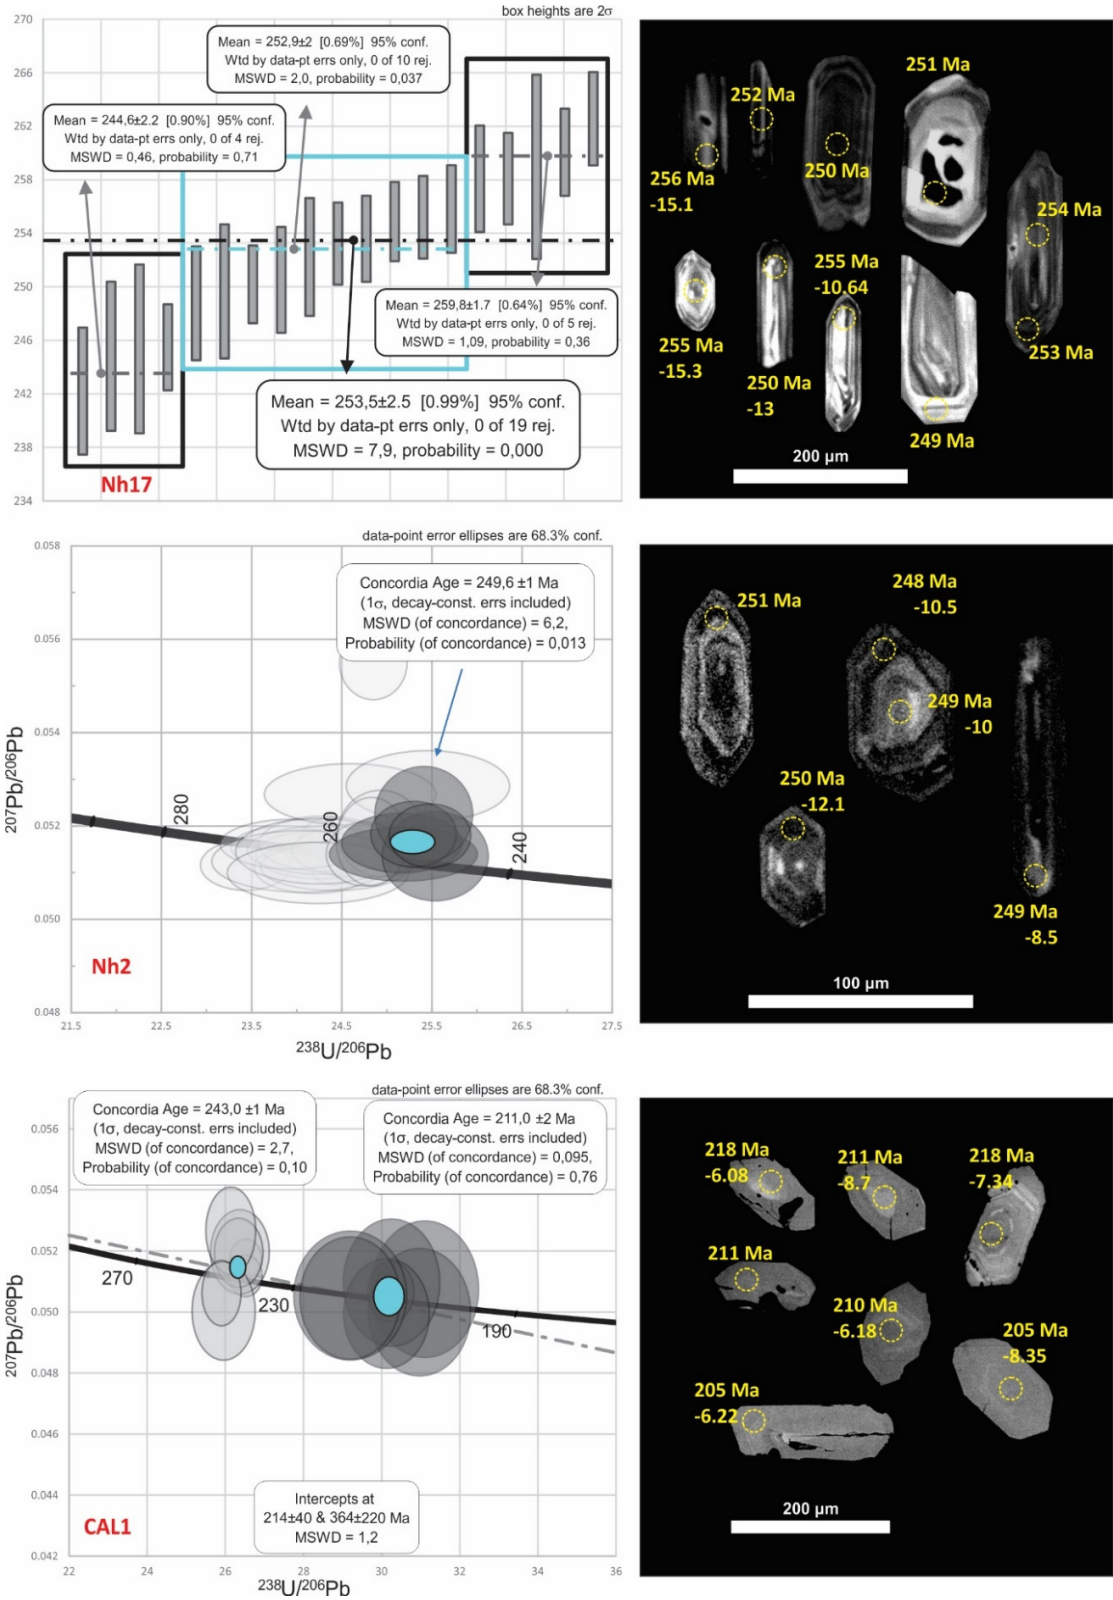 box heights are 2σ
270
266
262
258
254
250
246
242
238
234
Mean = 252,9±2 [0.69%] 95% conf.
Wtd by data-pt errs only, 0 of 10 rej.
MSWD = 2,0, probability = 0,037
Mean = 244,6±2.2 [0.90%] 95% conf.
Wtd by data-pt errs only, 0 of 4 rej.
MSWD = 0,46, probability = 0,71
Mean = 259,8±1.7 [0.64%] 95% conf.
Wtd by data-pt errs only, 0 of 5 rej.
MSWD = 1,09, probability = 0,36
Mean = 253,5±2.5 [0.99%] 95% conf.
Wtd by data-pt errs only, 0 of 19 rej.
MSWD = 7,9, probability = 0,000
Nh17
252 Ma
251 Ma
250 Ma
256 Ma
-15.1
254 Ma
255 Ma
-10.64
255 Ma
-15.3
250 Ma
-13
253 Ma
249 Ma
200 µm
data-point error ellipses are 68.3% conf.
0.058
0.056
0.054
0.052
0.050
0.048
207Pb/206Pb
Concordia Age = 249,6 ±1 Ma
(1σ, decay-const. errs included)
MSWD (of concordance) = 6,2,
Probability (of concordance) = 0,013
280
260
240
Nh2
21.5
22.5
23.5
24.5
25.5
26.5
27.5
238U/206Pb
251 Ma
248 Ma
-10.5
249 Ma
-10
250 Ma
-12.1
249 Ma
-8.5
100 µm
data-point error ellipses are 68.3% conf.
0.056
0.054
0.052
0.050
0.048
0.046
0.044
0.042
207Pb/206Pb
Concordia Age = 243,0 ±1 Ma
(1σ, decay-const. errs included)
MSWD (of concordance) = 2,7,
Probability (of concordance) = 0,10
Concordia Age = 211,0 ±2 Ma
(1σ, decay-const. errs included)
MSWD (of concordance) = 0,095,
Probability (of concordance) = 0,76
270
230
190
Intercepts at
214±40 & 364±220 Ma
MSWD = 1,2
CAL1
22
24
26
28
30
32
34
36
238U/206Pb
218 Ma
-6.08
211 Ma
-8.7
218 Ma
-7.34
211 Ma
210 Ma
-6.18
205 Ma
-8.35
205 Ma
-6.22
200 µm